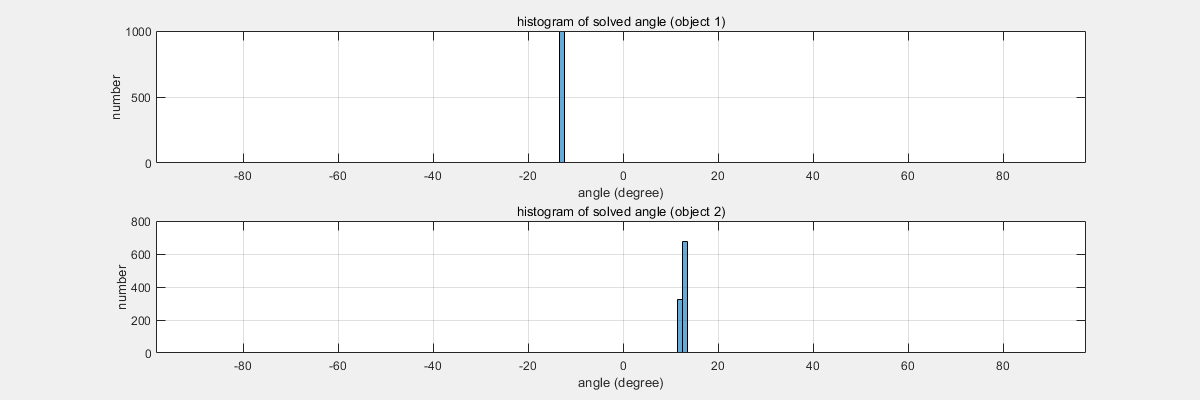 histogram of solved angle (object 1)
1000
500
0
number
-80 -60 -40 -20 0 20 40 60 80
angle (degree)
histogram of solved angle (object 2)
800
600
400
200
0
number
-80 -60 -40 -20 0 20 40 60 80
angle (degree)